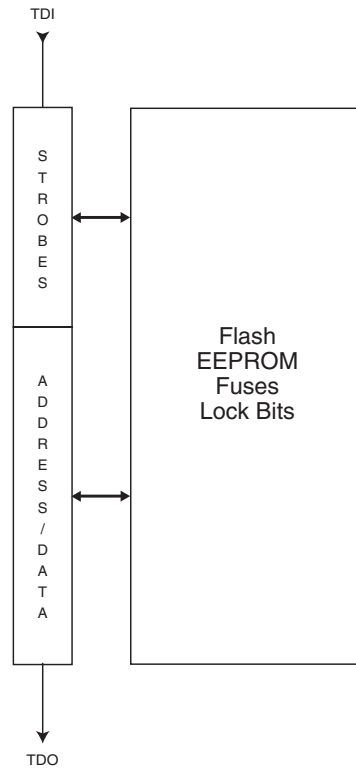 TDI
STROBES
ADDRESS/DATA
Flash
EEPROM
Fuses
Lock Bits
TDO